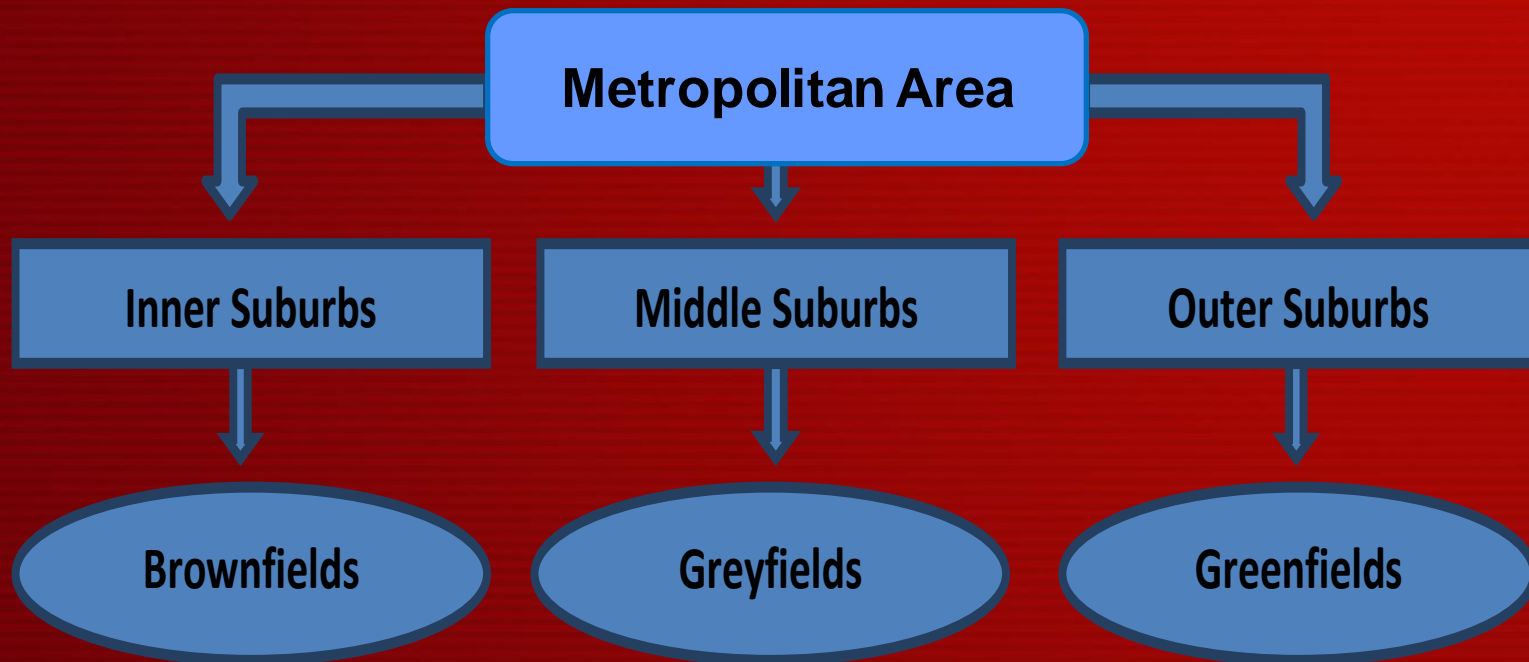 Metropolitan Area
Inner Suburbs
Middle Suburbs
Outer Suburbs
Brownfields
Greyfields
Greenfields